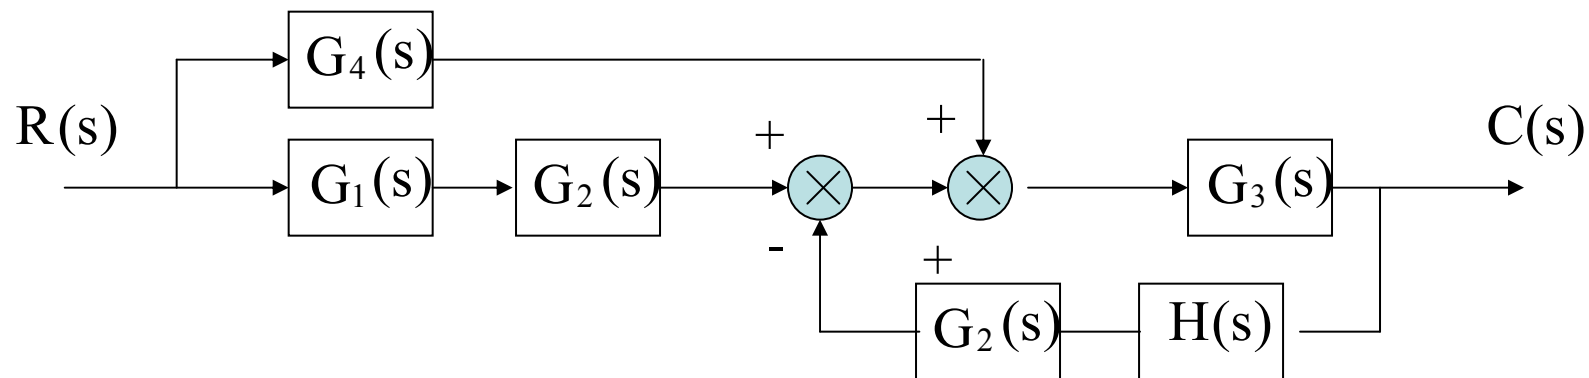 G₄(s)
R(s)
+
+
C(s)
G₁(s)
G₂(s)
G₃(s)
-
+
G₂(s)
H(s)